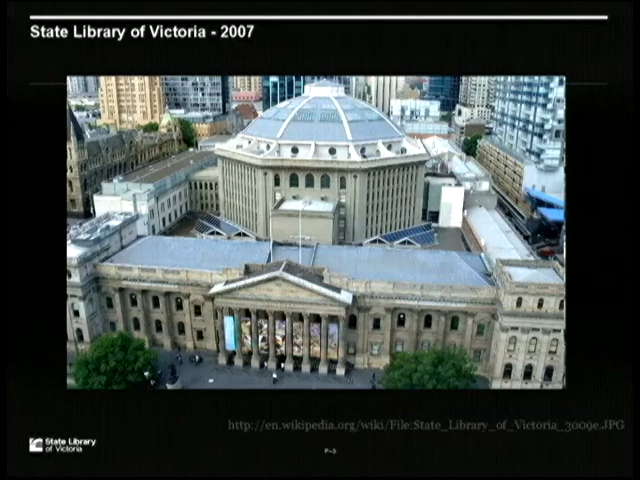 State Library of Victoria - 2007
http://en.wikipedia.org/wiki/File:State_Library_of_Victoria_3009e.JPG
State Library
of Victoria